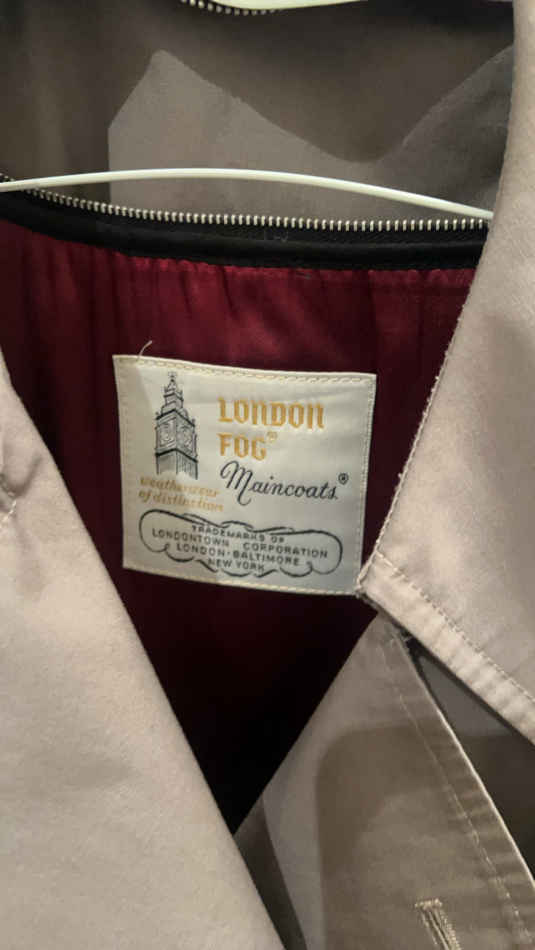 LONDON
FOG®
Maincoats®
weatherwear
of distinction
TRADEMARKS OF
LONDONTOWN CORPORATION
LONDON-BALTIMORE
NEW YORK